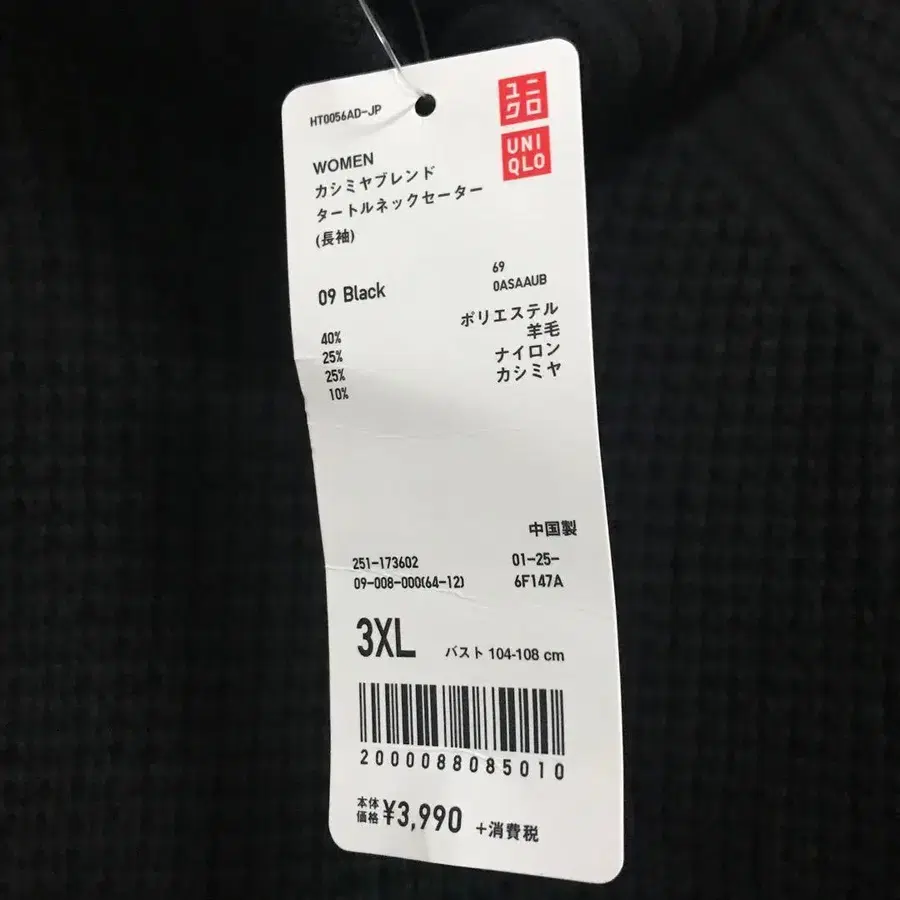 HT0056AD-JP
ユニ
クロ
UNI
QLO
WOMEN
カシミヤブレンド
タートルネックセーター
(長袖)
09 Black
69
0ASAAUB
40% ポリエステル
25% 羊毛
25% ナイロン
10% カシミヤ
中国製
251-173602 01-25-
09-008-000(64-12) 6F147A
3XL バスト 104-108 cm
2000088085010
本体
価格 ¥3,990 +消費税